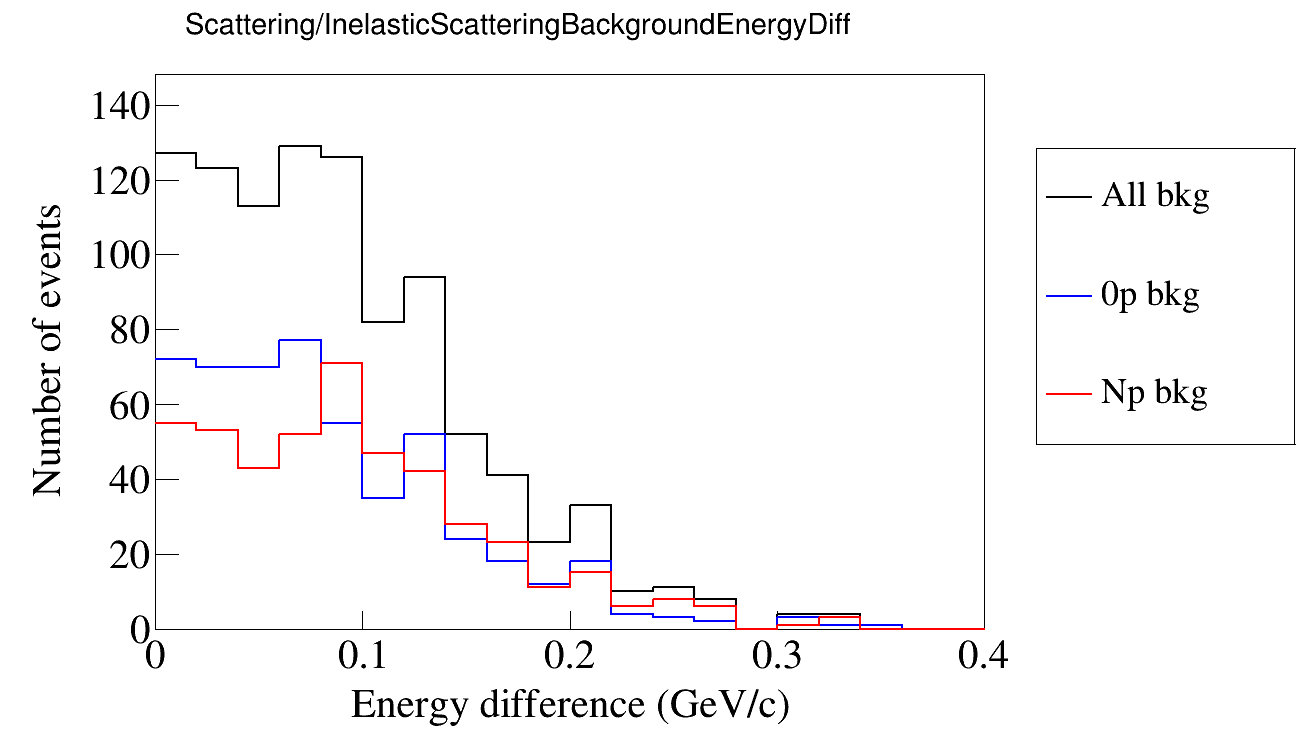 Scattering/InelasticScatteringBackgroundEnergyDiff
140
120
100
80
60
40
20
0
0 0.1 0.2 0.3 0.4
Number of events
Energy difference (GeV/c)
All bkg
0p bkg
Np bkg